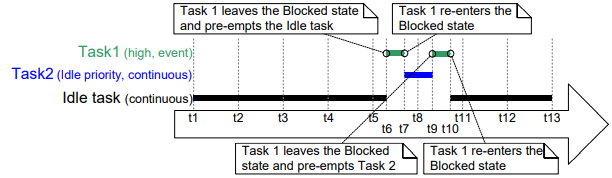 Task 1 leaves the Blocked state
and pre-empts the Idle task
Task 1 re-enters the
Blocked state
Task1 (high, event)
Task2 (Idle priority, continuous)
Idle task (continuous)
t1 t2 t3 t4 t5 t8 t11 t12 t13
t6 t7 t9 t10
Task 1 leaves the Blocked
state and pre-empts Task 2
Task 1 re-enters the
Blocked state